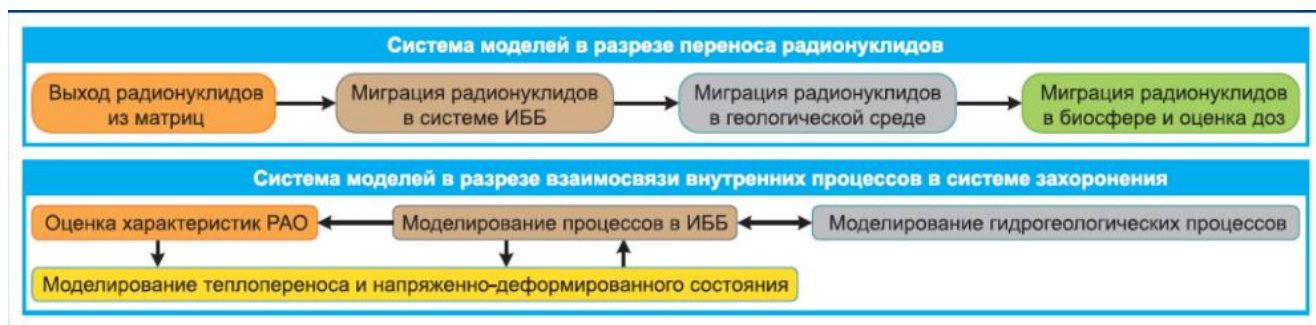 Система моделей в разрезе переноса радионуклидов
Выход радионуклидов
из матриц
Миграция радионуклидов
в системе ИББ
Миграция радионуклидов
в геологической среде
Миграция радионуклидов
в биосфере и оценка доз
Система моделей в разрезе взаимосвязи внутренних процессов в системе захоронения
Оценка характеристик РАО
Моделирование процессов в ИББ
Моделирование гидрогеологических процессов
Моделирование теплопереноса и напряженно-деформированного состояния